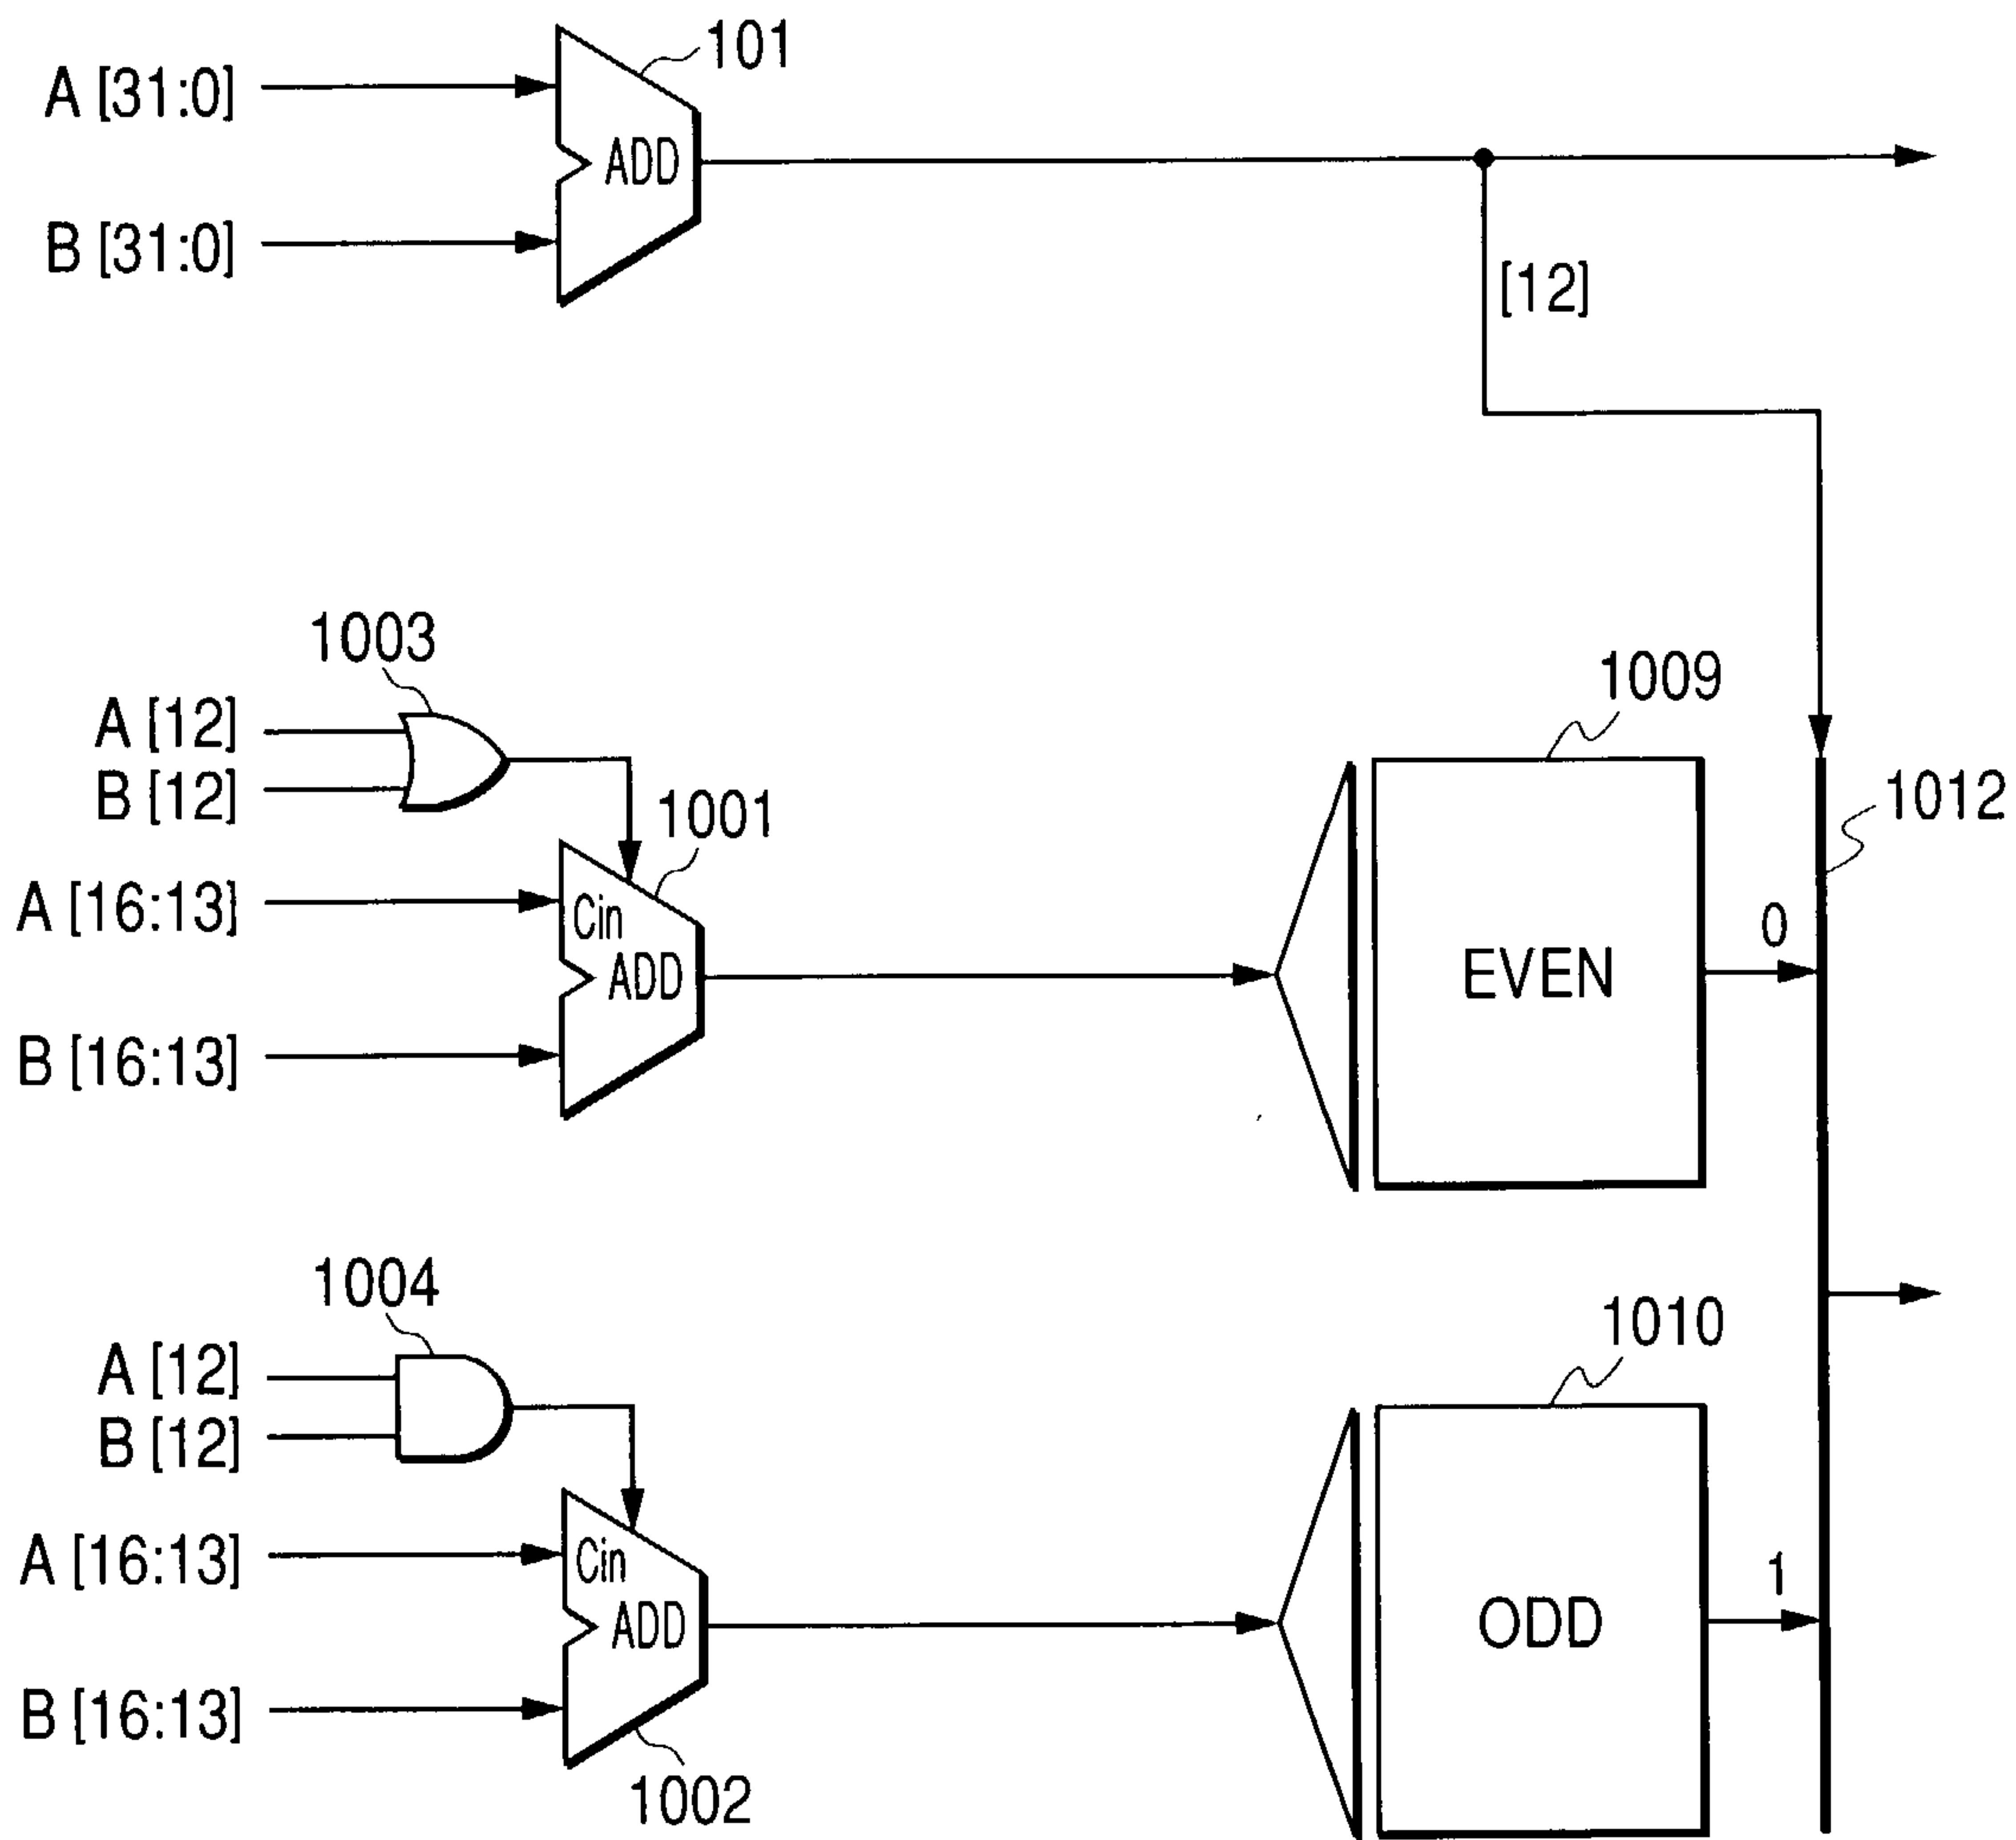 101
A [31:0]
ADD
B [31:0]
[12]
1003
1009
A [12]
B [12]
1001
1012
A [16:13]
Cin
0
ADD
EVEN
B [16:13]
1004
1010
A [12]
B [12]
A [16:13]
Cin
1
ADD
ODD
B [16:13]
1002